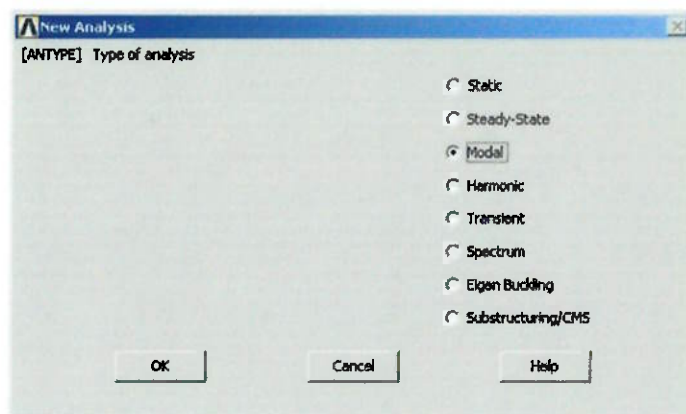 New Analysis
[ANTYPE] Type of analysis
Static
Steady-State
Modal
Harmonic
Transient
Spectrum
Eigen Buckling
Substructuring/CMS
OK Cancel Help